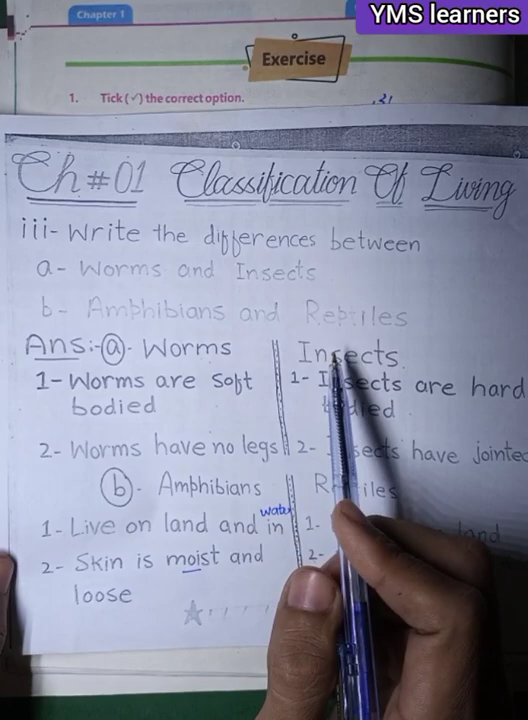 Chapter 1
YMS learners
Exercise
1. Tick (✓) the correct option.
Ch # 01 Classification Of Living
iii- Write the differences between
a- Worms and Insects
b- Amphibians and Reptiles
Ans:- (a)- Worms
Insects
1- Worms are soft bodied
1- Insects are hard
2- Worms have no legs
2- have jointed
(b)- Amphibians
1- Live on land and in water
1- land
2- Skin is moist and loose
2-